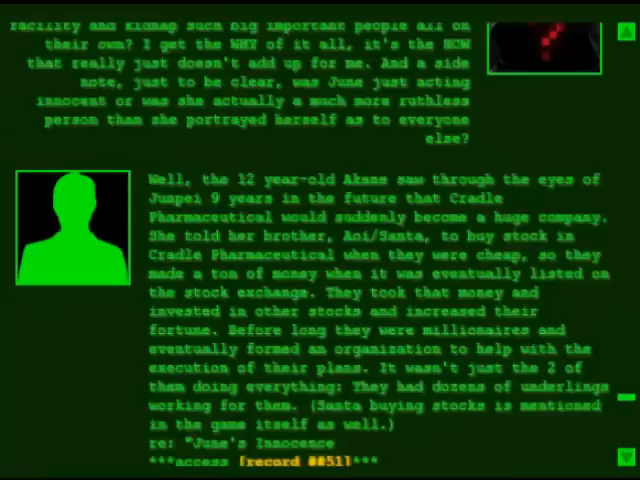 facility and kidnap such big important people all on
their own? I get the WHY of it all, it's the HOW
that really just doesn't add up for me. And a side
note, just to be clear, was June just acting
innocent or was she actually a much more ruthless
person than she portrayed herself as to everyone
else?
Well, the 12 year-old Akane saw through the eyes of
Junpei 9 years in the future that Cradle
Pharmaceutical would suddenly become a huge company.
She told her brother, Aoi/Santa, to buy stock in
Cradle Pharmaceutical when they were cheap, so they
made a ton of money when it was eventually listed on
the stock exchange. They took that money and
invested in other stocks and increased their
fortune. Before long they were millionaires and
eventually formed an organization to help with the
execution of their plans. It wasn't just the 2 of
them doing everything: They had dozens of underlings
working for them. (Santa buying stocks is mentioned
in the game itself as well.)
re: "June's Innocence
***access [record ##51]***